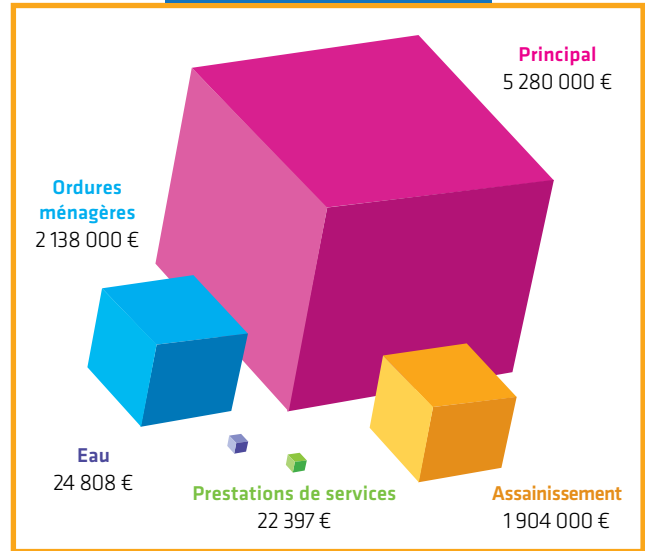 Principal
5 280 000 €
Ordures
ménagères
2 138 000 €
Eau
24 808 €
Prestations de services
22 397 €
Assainissement
1 904 000 €